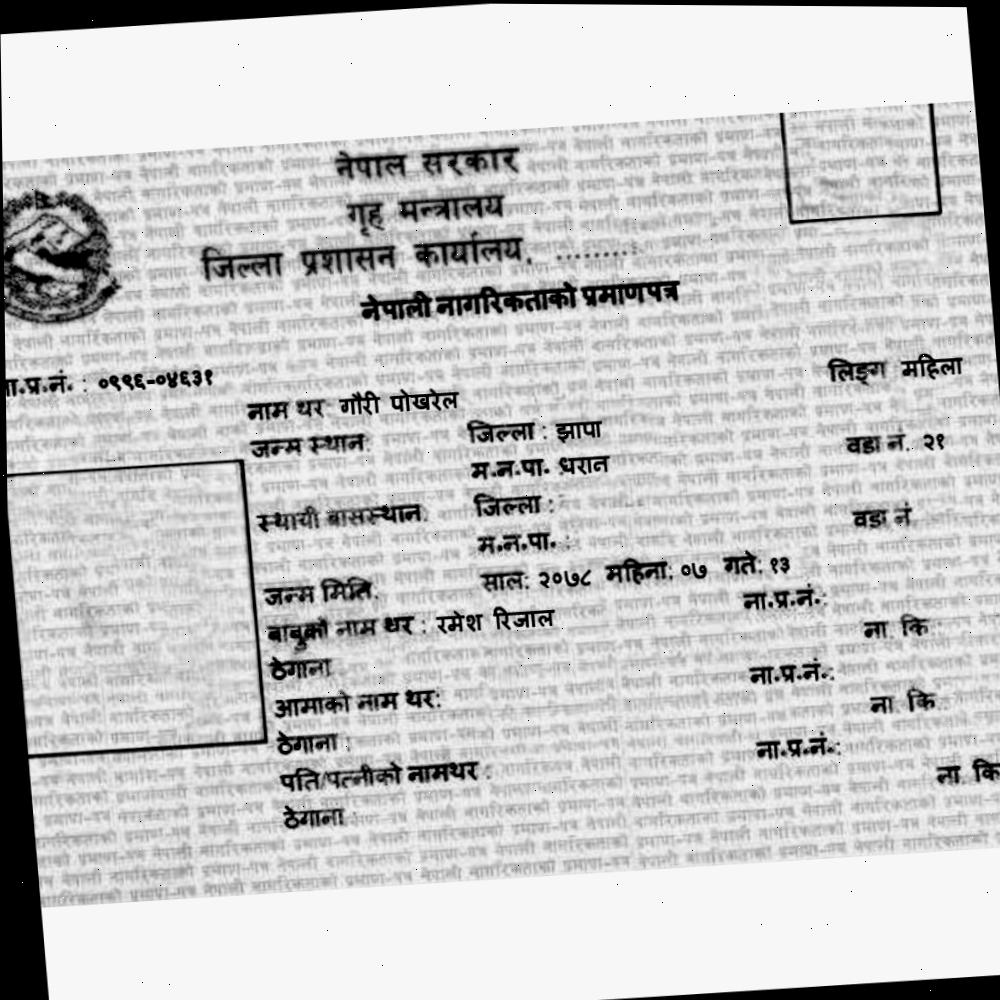 नेपाल सरकार
गृह मन्त्रालय
जिल्ला प्रशासन कार्यालय, .........
नेपाली नागरिकताको प्रमाणपत्र
ना.प्र.नं. : ०९९६-०४६३१
लिङ्ग महिला
नाम थर गौरी पोखरेल
जन्म स्थान: जिल्ला : झापा वडा नं. २१
म.न.पा. धरान
स्थायी बासस्थान: जिल्ला : वडा नं
म.न.पा. :
जन्म मिति: साल: २०७८ महिना: ०७ गते: १३
बाबुको नाम थर : रमेश रिजाल ना.प्र.नं.:
ठेगाना ना कि :
आमाको नाम थर: ना.प्र.नं.:
ठेगाना : ना कि
पति/पत्नीको नामथर : ना.प्र.नं.:
ठेगाना : ना कि